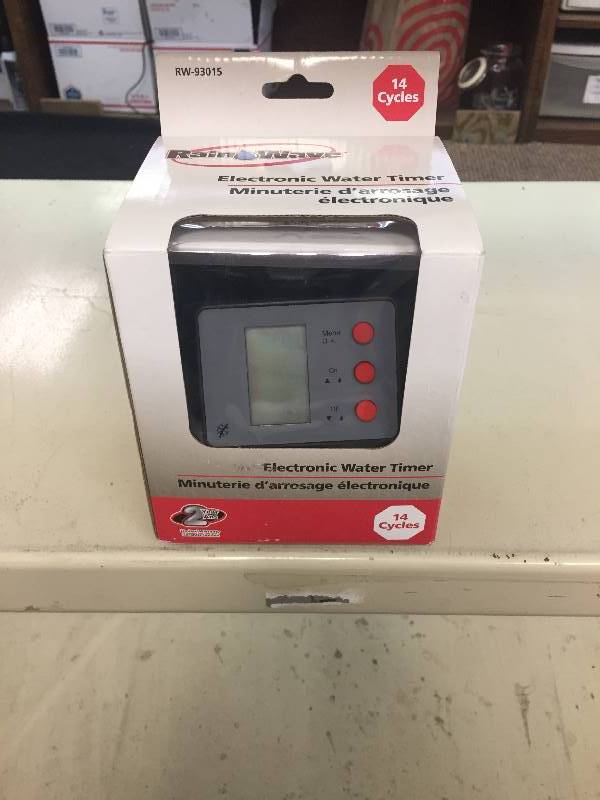 RW-93015
14
Cycles
Rain Wave
Electronic Water Timer
Minuterie d'arrosage
électronique
Menu
On
Off
Electronic Water Timer
Minuterie d'arrosage électronique
2
14
Cycles